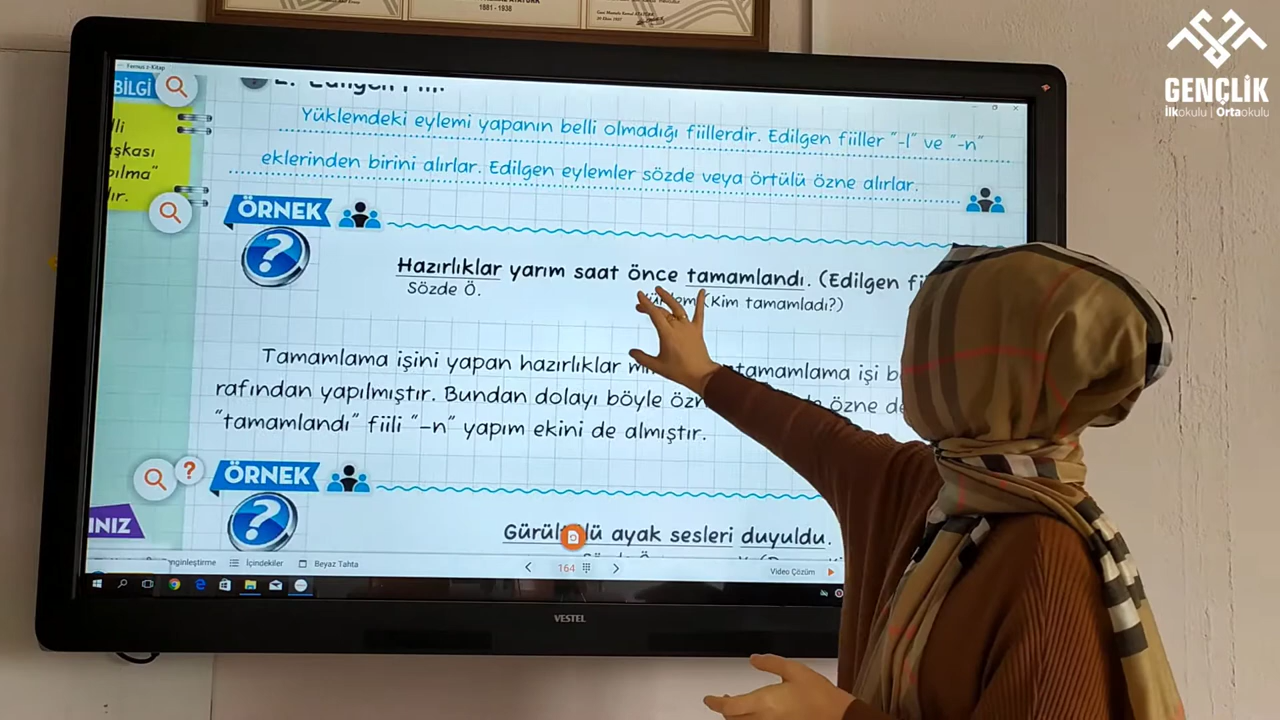 1881 - 1938
GENÇLİK
İlkokulu | Ortaokulu
BİLGİ
Yüklemdeki eylemi yapanın belli olmadığı fiillerdir. Edilgen fiiller "-l" ve "-n"
eklerinden birini alırlar. Edilgen eylemler sözde veya örtülü özne alırlar.
ÖRNEK
Hazırlıklar yarım saat önce tamamlandı. (Edilgen
Sözde Ö.
(Kim tamamladı?)
Tamamlama işini yapan hazırlıklar tamamlama işi
rafından yapılmıştır. Bundan dolayı böyle özne
"tamamlandı" fiili "-n" yapım ekini de almıştır.
ÖRNEK
ayak sesleri duyuldu.
İçindekiler
Beyaz Tahta
164
Video Çözüm
VESTEL